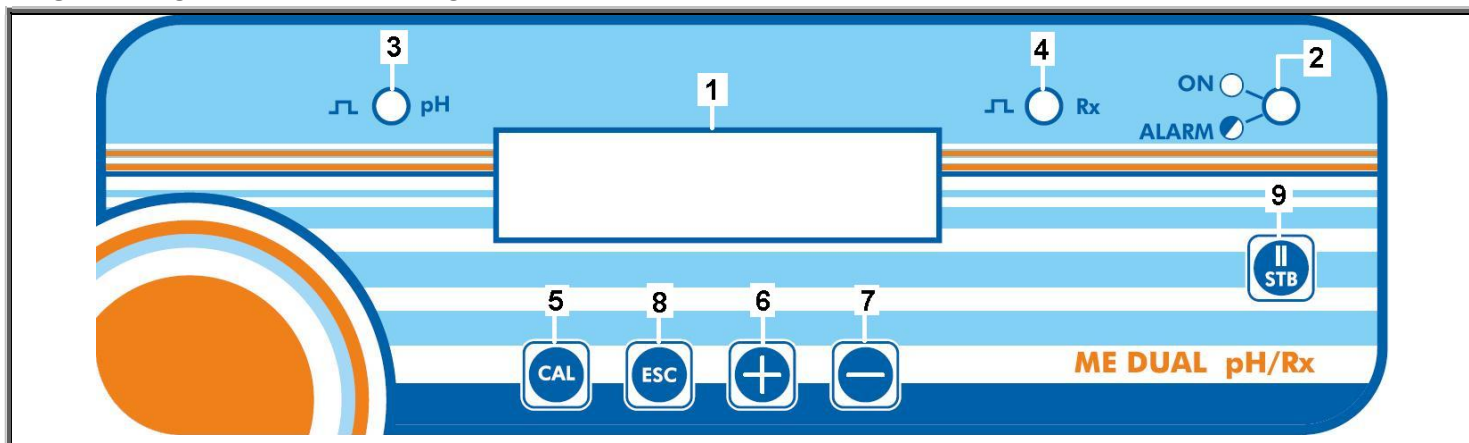 3
4
2
1
ON
pH
Rx
ALARM
9
STB
5 8 6 7
CAL ESC
ME DUAL pH/Rx